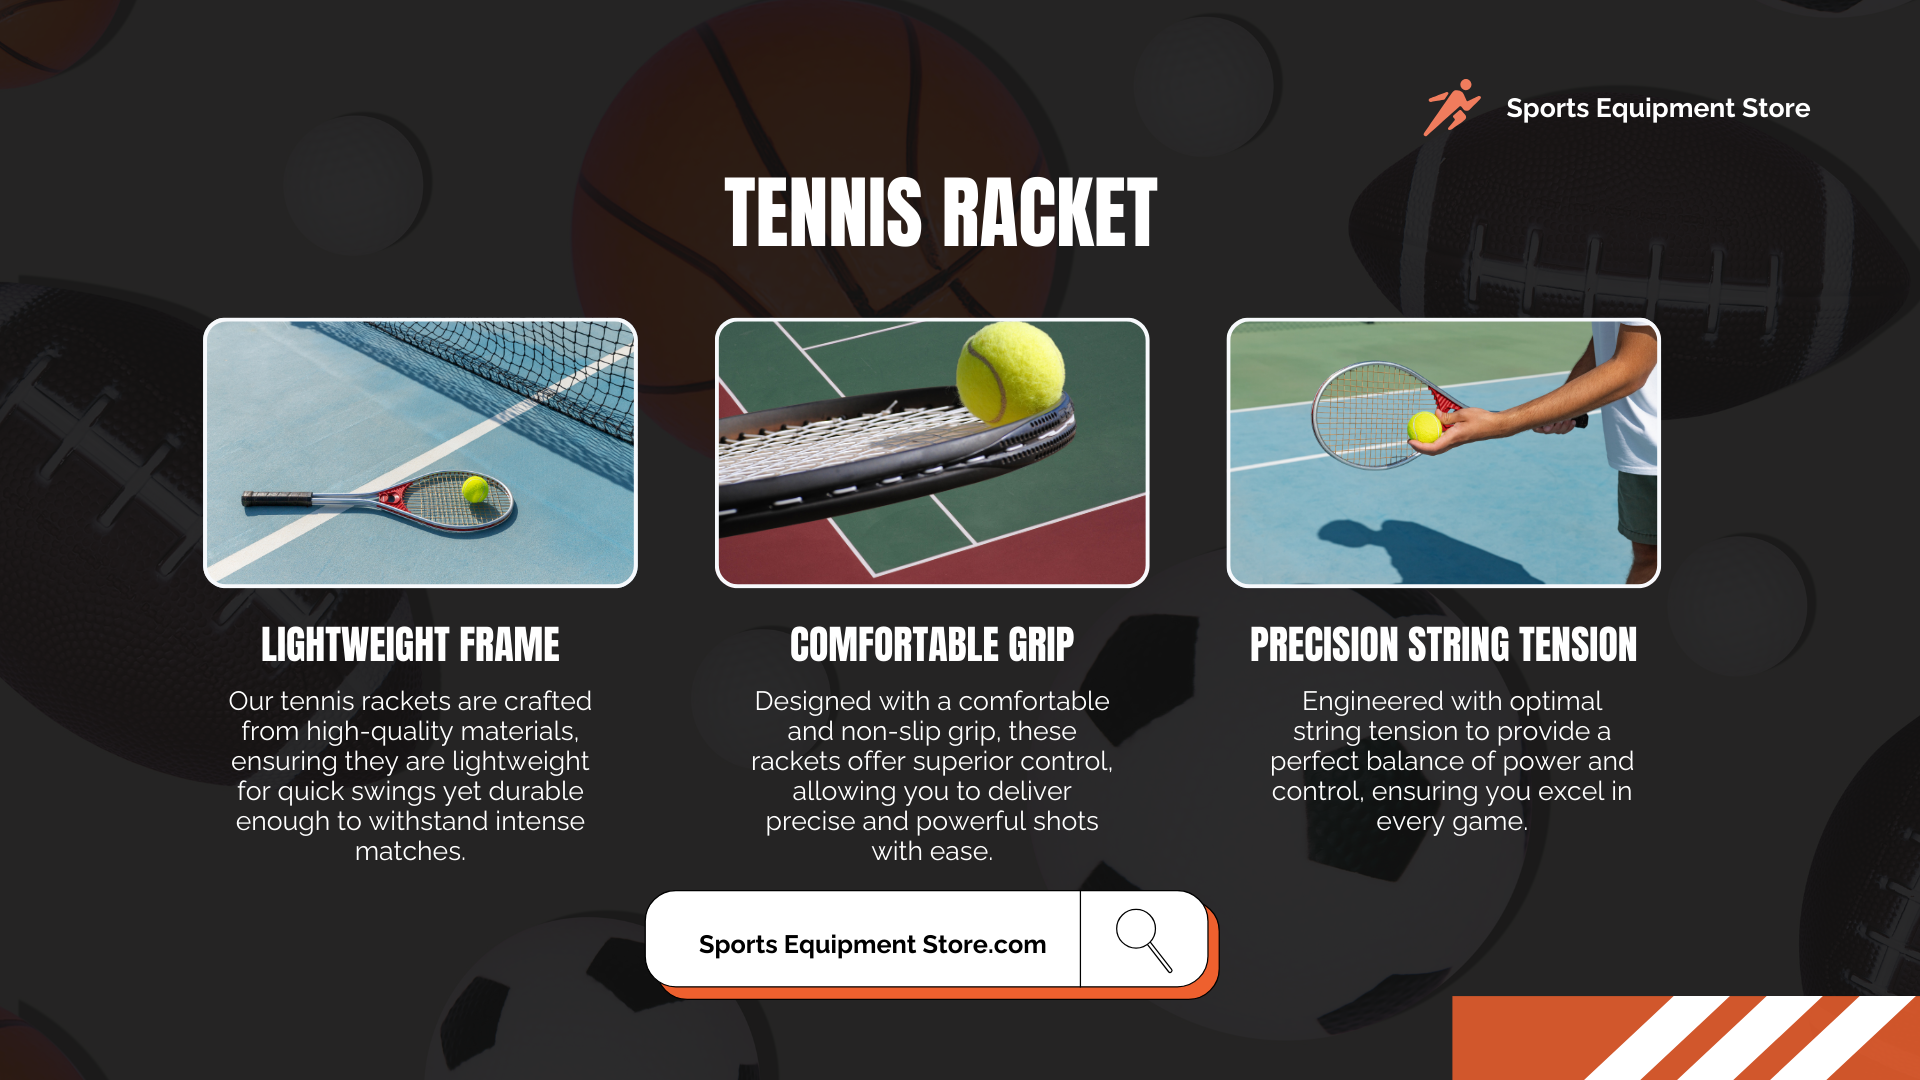 Sports Equipment Store
TENNIS RACKET
LIGHTWEIGHT FRAME
Our tennis rackets are crafted
from high-quality materials,
ensuring they are lightweight
for quick swings yet durable
enough to withstand intense
matches.
COMFORTABLE GRIP
Designed with a comfortable
and non-slip grip, these
rackets offer superior control,
allowing you to deliver
precise and powerful shots
with ease.
PRECISION STRING TENSION
Engineered with optimal
string tension to provide a
perfect balance of power and
control, ensuring you excel in
every game.
Sports Equipment Store.com